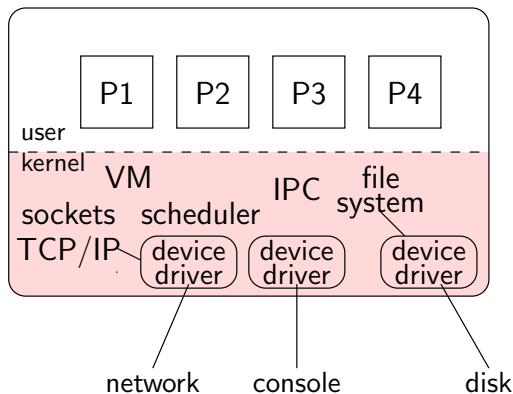 P1 P2 P3 P4
user
kernel
VM
IPC
file
system
sockets scheduler
TCP/IP
device
driver
device
driver
device
driver
network console disk